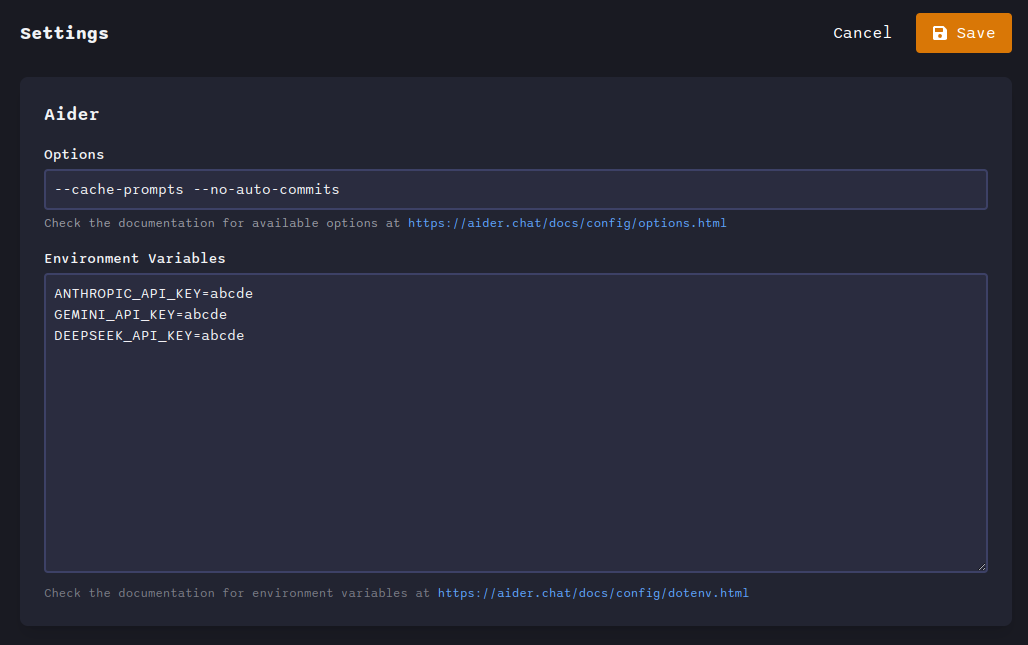 Settings
Cancel
Save
Aider
Options
--cache-prompts --no-auto-commits
Check the documentation for available options at https://aider.chat/docs/config/options.html
Environment Variables
ANTHROPIC_API_KEY=abcde
GEMINI_API_KEY=abcde
DEEPSEEK_API_KEY=abcde
Check the documentation for environment variables at https://aider.chat/docs/config/dotenv.html